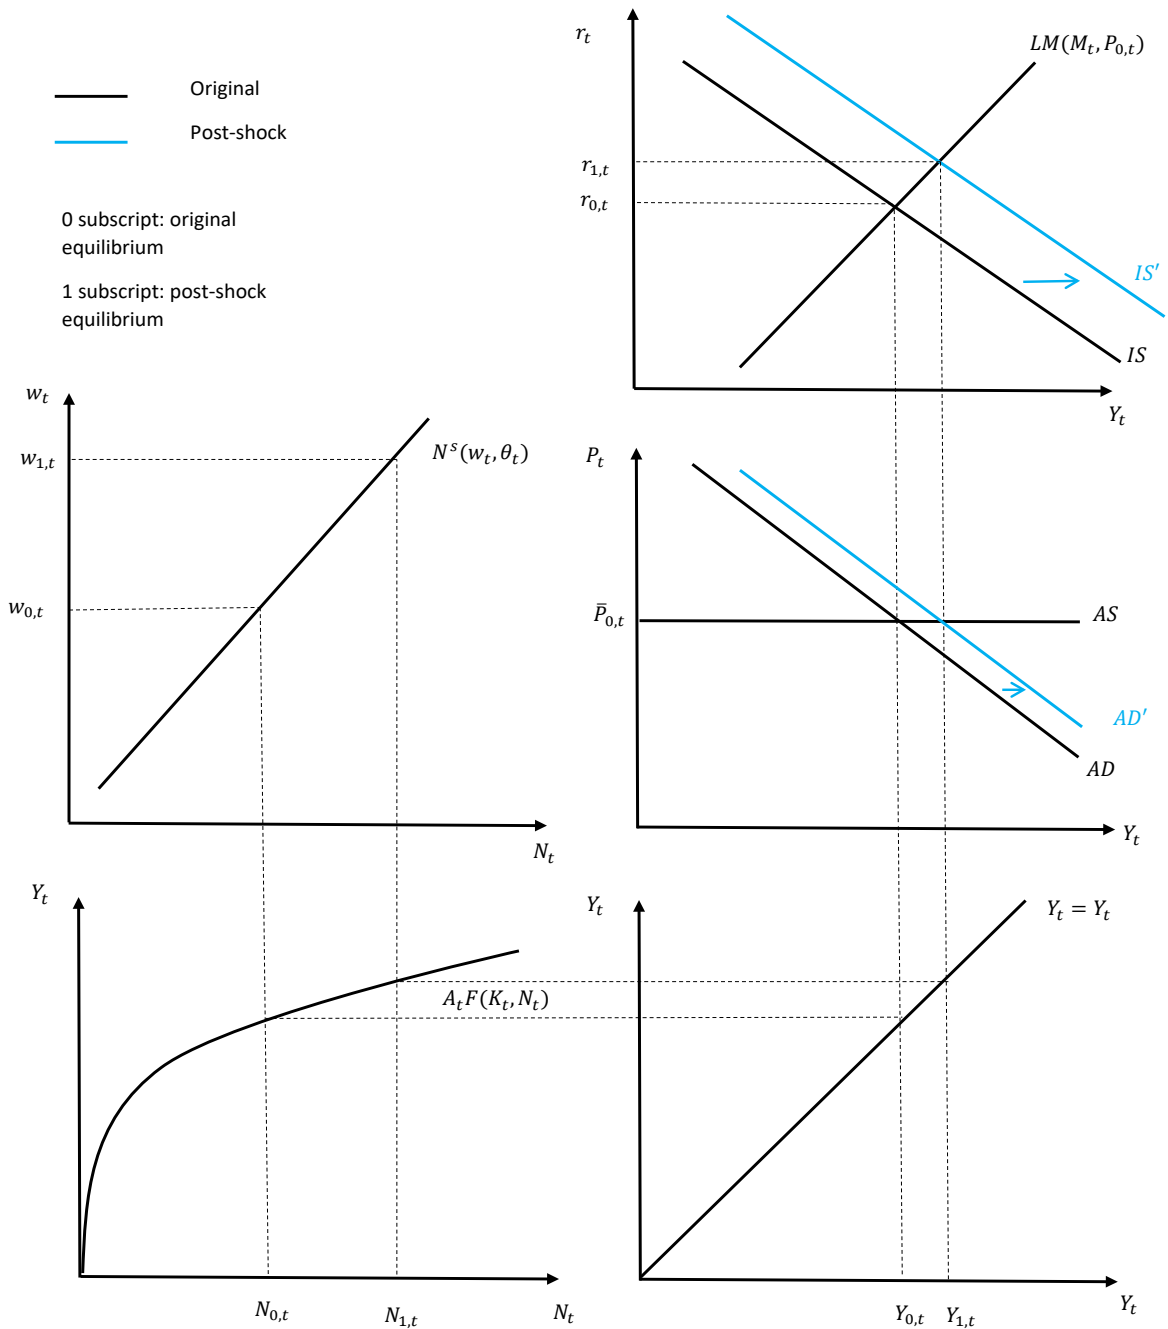 Original
Post-shock
0 subscript: original
equilibrium
1 subscript: post-shock
equilibrium
r_t
LM(M_t, P_{0,t})
r_{1,t}
r_{0,t}
IS′
IS
Y_t
w_t
w_{1,t}
N^s(w_t, θ_t)
w_{0,t}
N_t
P_t
P̄_{0,t}
AS
AD′
AD
Y_t
Y_t
A_tF(K_t, N_t)
N_{0,t}
N_{1,t}
N_t
Y_t
Y_t = Y_t
Y_{0,t}
Y_{1,t}
Y_t